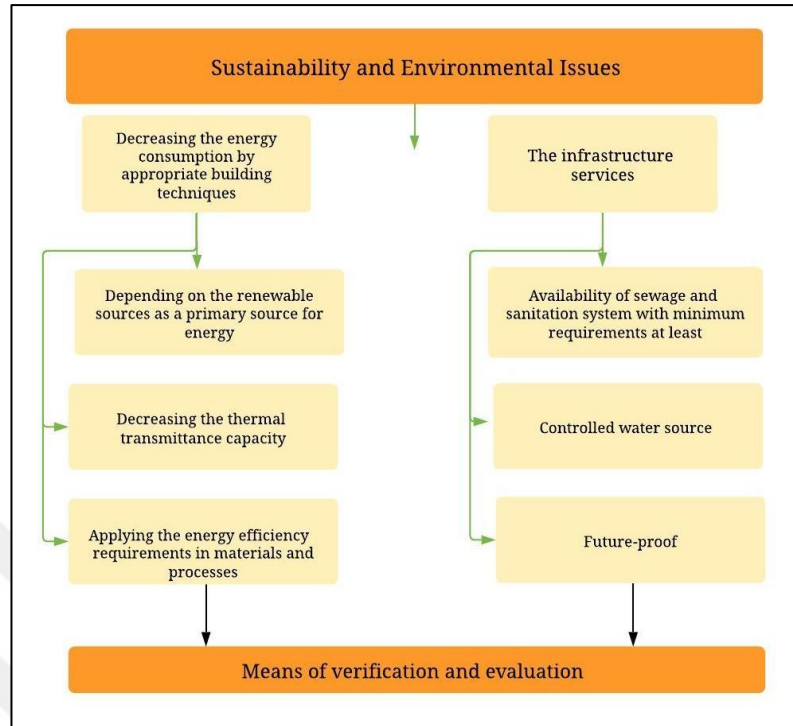 Sustainability and Environmental Issues
Decreasing the energy
consumption by
appropriate building
techniques
The infrastructure
services
Depending on the renewable
sources as a primary source for
energy
Availability of sewage and
sanitation system with minimum
requirements at least
Decreasing the thermal
transmittance capacity
Controlled water source
Applying the energy efficiency
requirements in materials and
processes
Future-proof
Means of verification and evaluation